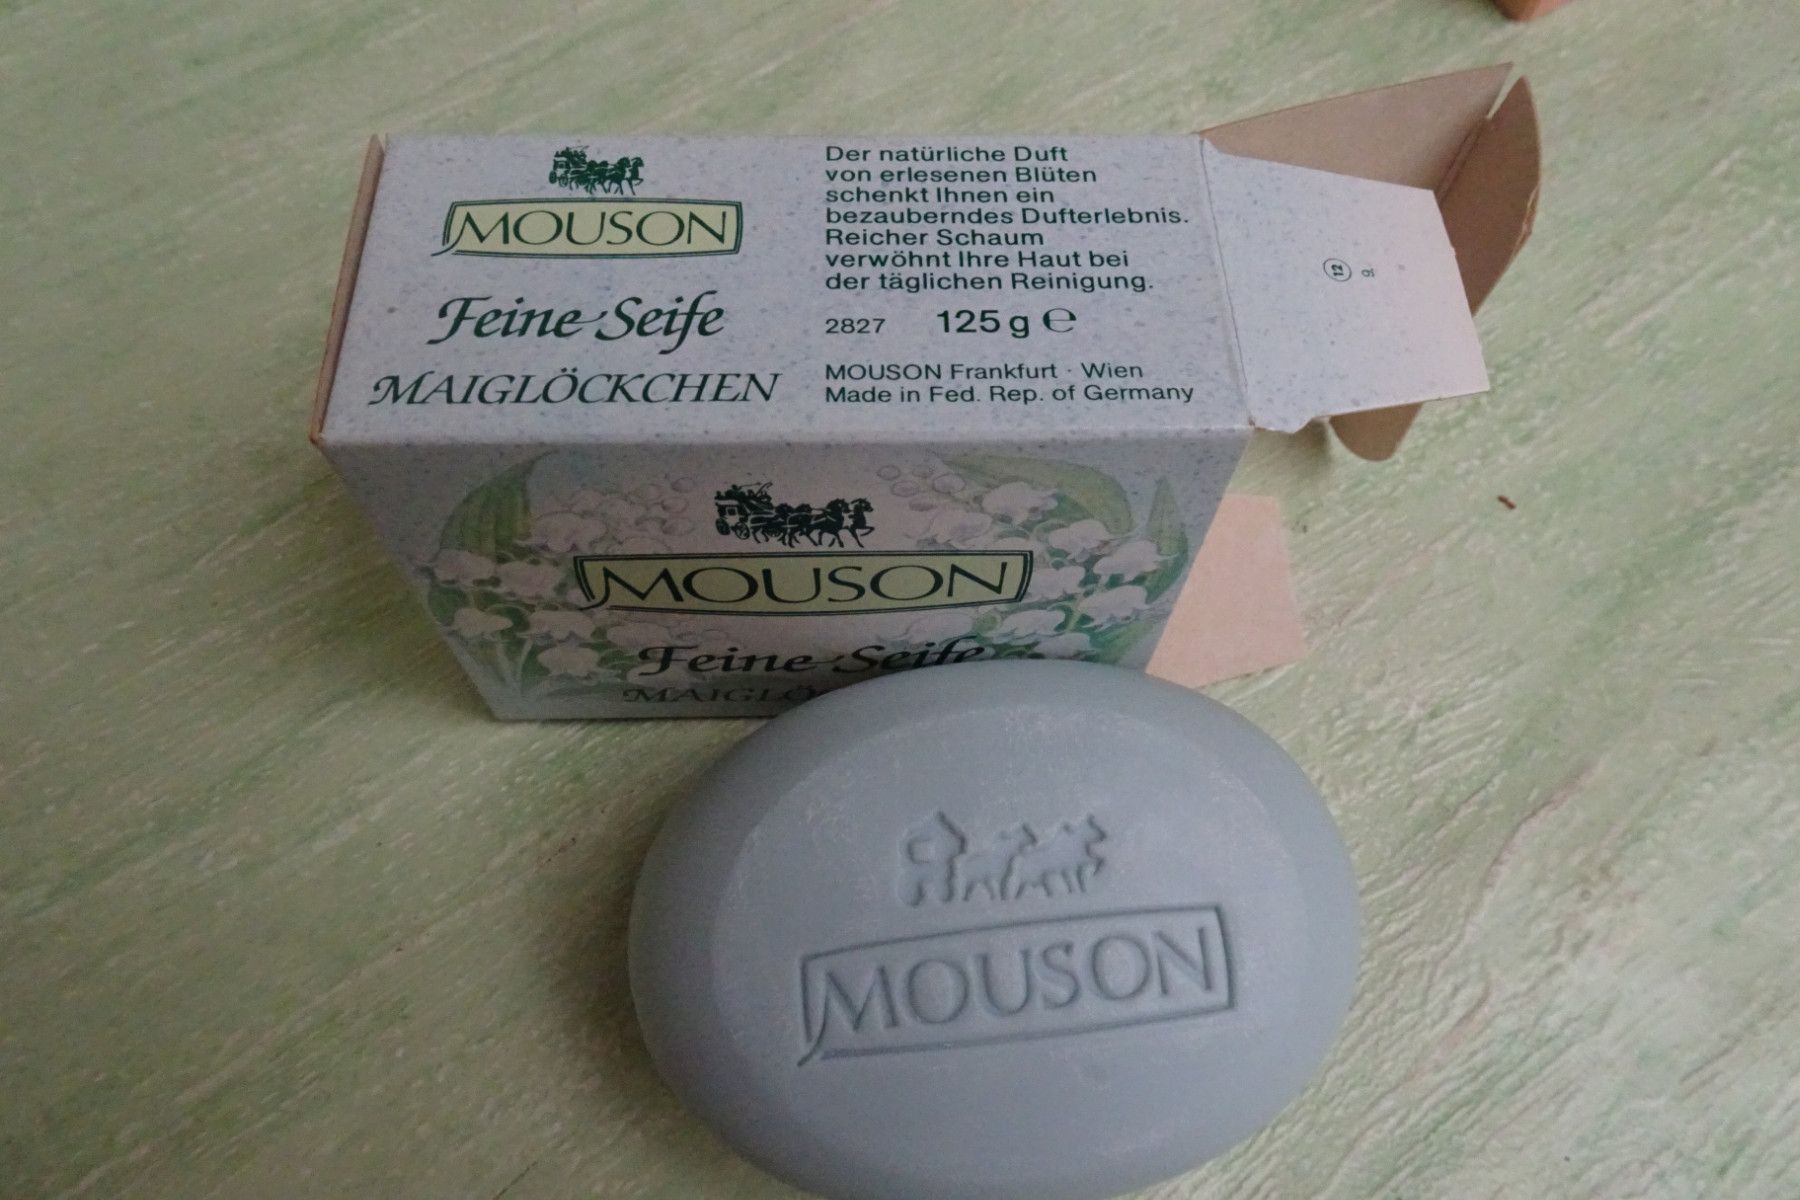 MOUSON
Feine Seife
MAIGLÖCKCHEN
Der natürliche Duft
von erlesenen Blüten
schenkt Ihnen ein
bezauberndes Dufterlebnis.
Reicher Schaum
verwöhnt Ihre Haut bei
der täglichen Reinigung.
2827 125 g ℮
MOUSON Frankfurt · Wien
Made in Fed. Rep. of Germany
12 g
MOUSON
Feine Seife
MAIGLÖ
MOUSON